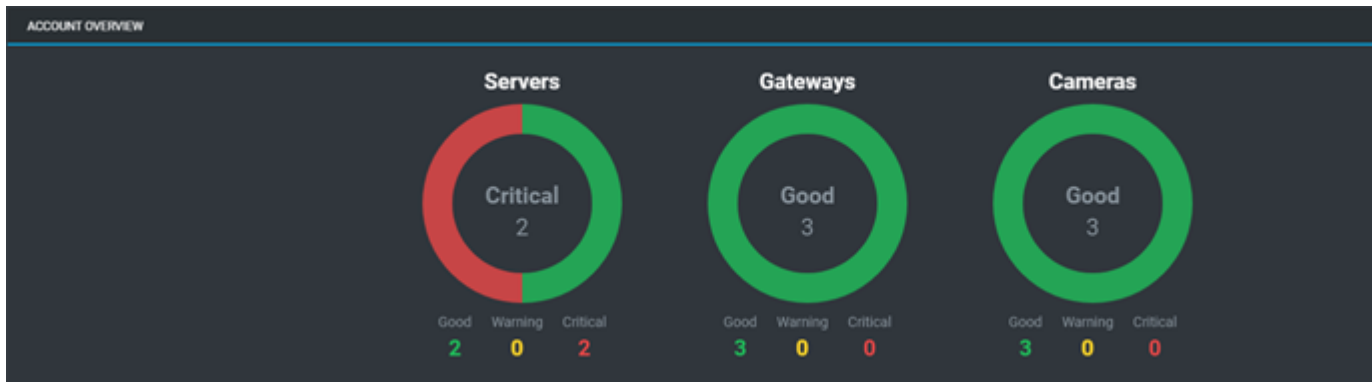 ACCOUNT OVERVIEW
Servers
Gateways
Cameras
Critical
2
Good
3
Good
3
Good Warning Critical
2 0 2
Good Warning Critical
3 0 0
Good Warning Critical
3 0 0